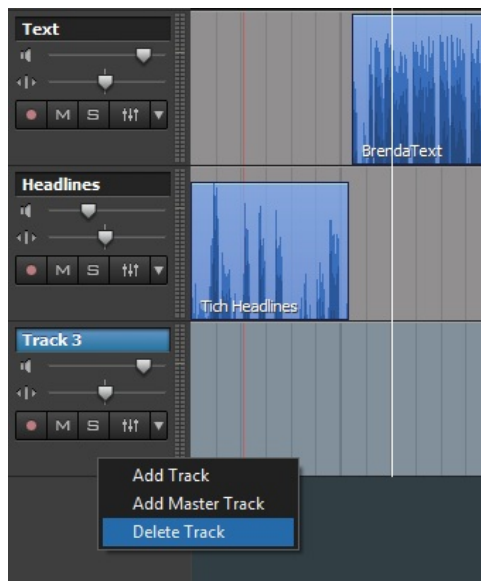 Text
M S
BrendaText
Headlines
M S
Tich Headlines
Track 3
M S
Add Track
Add Master Track
Delete Track